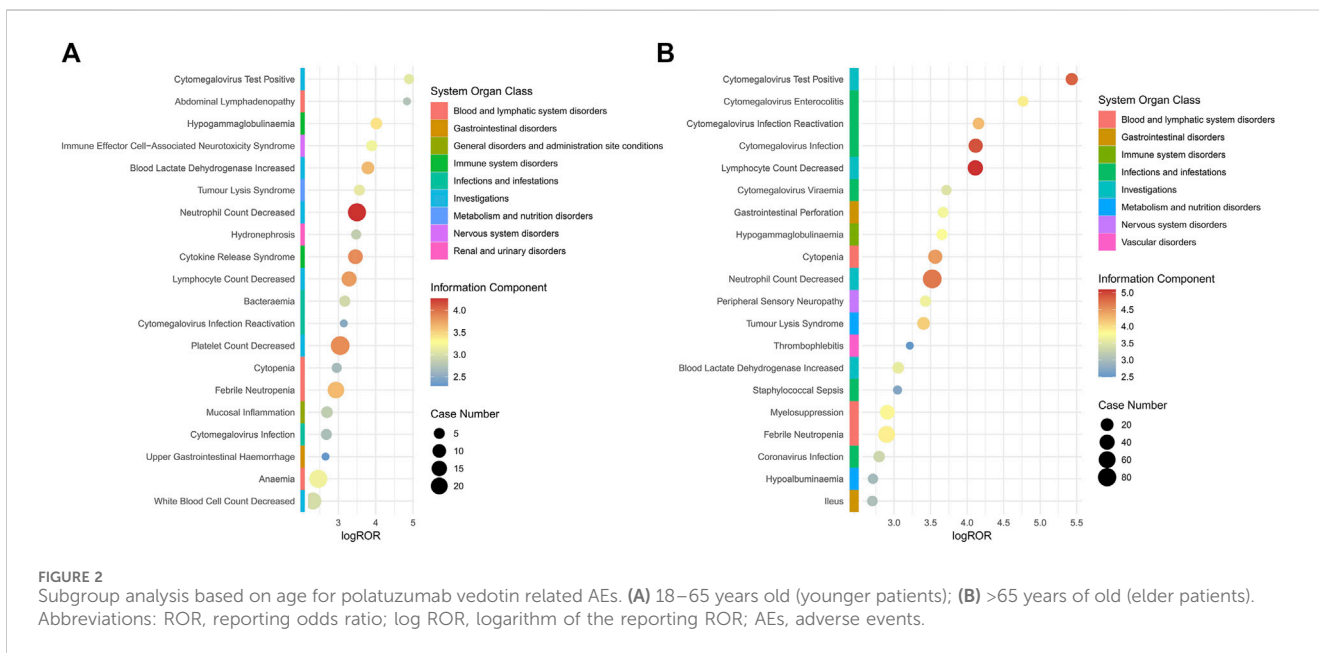 A
Cytomegalovirus Test Positive
Abdominal Lymphadenopathy
Hypogammaglobulinaemia
Immune Effector Cell-Associated Neurotoxicity Syndrome
Blood Lactate Dehydrogenase Increased
Tumour Lysis Syndrome
Neutrophil Count Decreased
Hydronephrosis
Cytokine Release Syndrome
Lymphocyte Count Decreased
Bacteraemia
Cytomegalovirus Infection Reactivation
Platelet Count Decreased
Cytopenia
Febrile Neutropenia
Mucosal Inflammation
Cytomegalovirus Infection
Upper Gastrointestinal Haemorrhage
Anaemia
White Blood Cell Count Decreased
3 4 5
logROR
System Organ Class
Blood and lymphatic system disorders
Gastrointestinal disorders
General disorders and administration site conditions
Immune system disorders
Infections and infestations
Investigations
Metabolism and nutrition disorders
Nervous system disorders
Renal and urinary disorders
Information Component
4.0
3.5
3.0
2.5
Case Number
5
10
15
20
B
Cytomegalovirus Test Positive
Cytomegalovirus Enterocolitis
Cytomegalovirus Infection Reactivation
Cytomegalovirus Infection
Lymphocyte Count Decreased
Cytomegalovirus Viraemia
Gastrointestinal Perforation
Hypogammaglobulinaemia
Cytopenia
Neutrophil Count Decreased
Peripheral Sensory Neuropathy
Tumour Lysis Syndrome
Thrombophlebitis
Blood Lactate Dehydrogenase Increased
Staphylococcal Sepsis
Myelosuppression
Febrile Neutropenia
Coronavirus Infection
Hypoalbuminaemia
Ileus
3.0 3.5 4.0 4.5 5.0 5.5
logROR
System Organ Class
Blood and lymphatic system disorders
Gastrointestinal disorders
Immune system disorders
Infections and infestations
Investigations
Metabolism and nutrition disorders
Nervous system disorders
Vascular disorders
Information Component
5.0
4.5
4.0
3.5
3.0
2.5
Case Number
20
40
60
80
FIGURE 2
Subgroup analysis based on age for polatuzumab vedotin related AEs. (A) 18–65 years old (younger patients); (B) >65 years of old (elder patients).
Abbreviations: ROR, reporting odds ratio; log ROR, logarithm of the reporting ROR; AEs, adverse events.